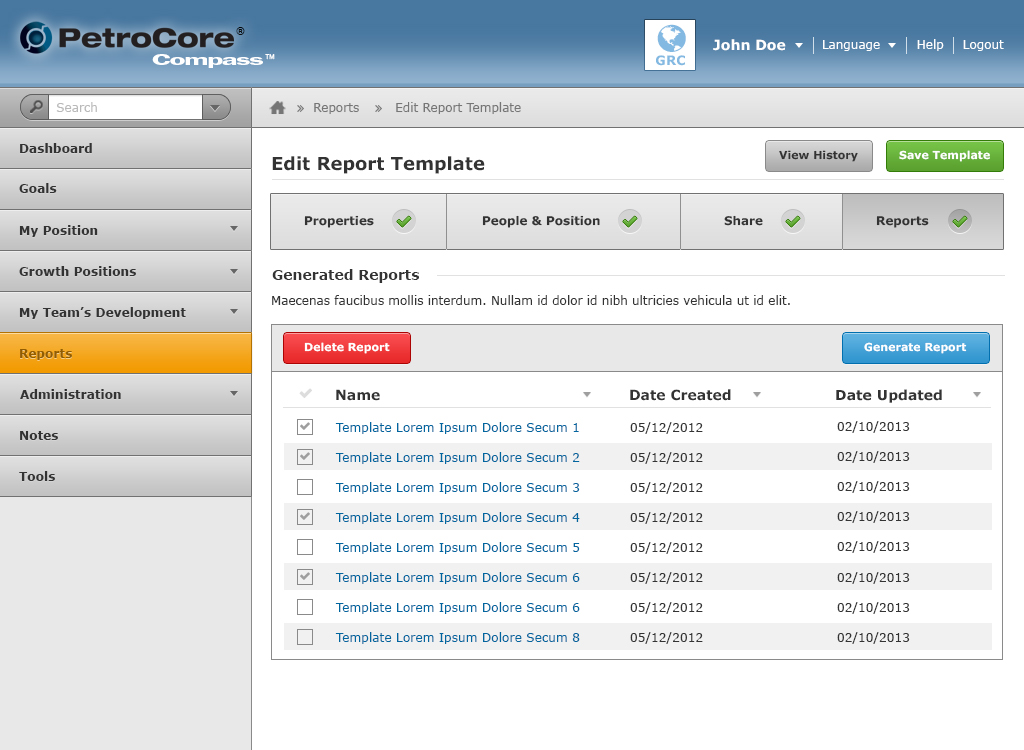 PetroCore®
Compass™
GRC
John Doe
Language
Help
Logout
Search
Reports » Edit Report Template
Dashboard
Goals
My Position
Growth Positions
My Team's Development
Reports
Administration
Notes
Tools
Edit Report Template
View History
Save Template
Properties
People & Position
Share
Reports
Generated Reports
Maecenas faucibus mollis interdum. Nullam id dolor id nibh ultricies vehicula ut id elit.
Delete Report
Generate Report
Name Date Created Date Updated
Template Lorem Ipsum Dolore Secum 1 05/12/2012 02/10/2013
Template Lorem Ipsum Dolore Secum 2 05/12/2012 02/10/2013
Template Lorem Ipsum Dolore Secum 3 05/12/2012 02/10/2013
Template Lorem Ipsum Dolore Secum 4 05/12/2012 02/10/2013
Template Lorem Ipsum Dolore Secum 5 05/12/2012 02/10/2013
Template Lorem Ipsum Dolore Secum 6 05/12/2012 02/10/2013
Template Lorem Ipsum Dolore Secum 6 05/12/2012 02/10/2013
Template Lorem Ipsum Dolore Secum 8 05/12/2012 02/10/2013